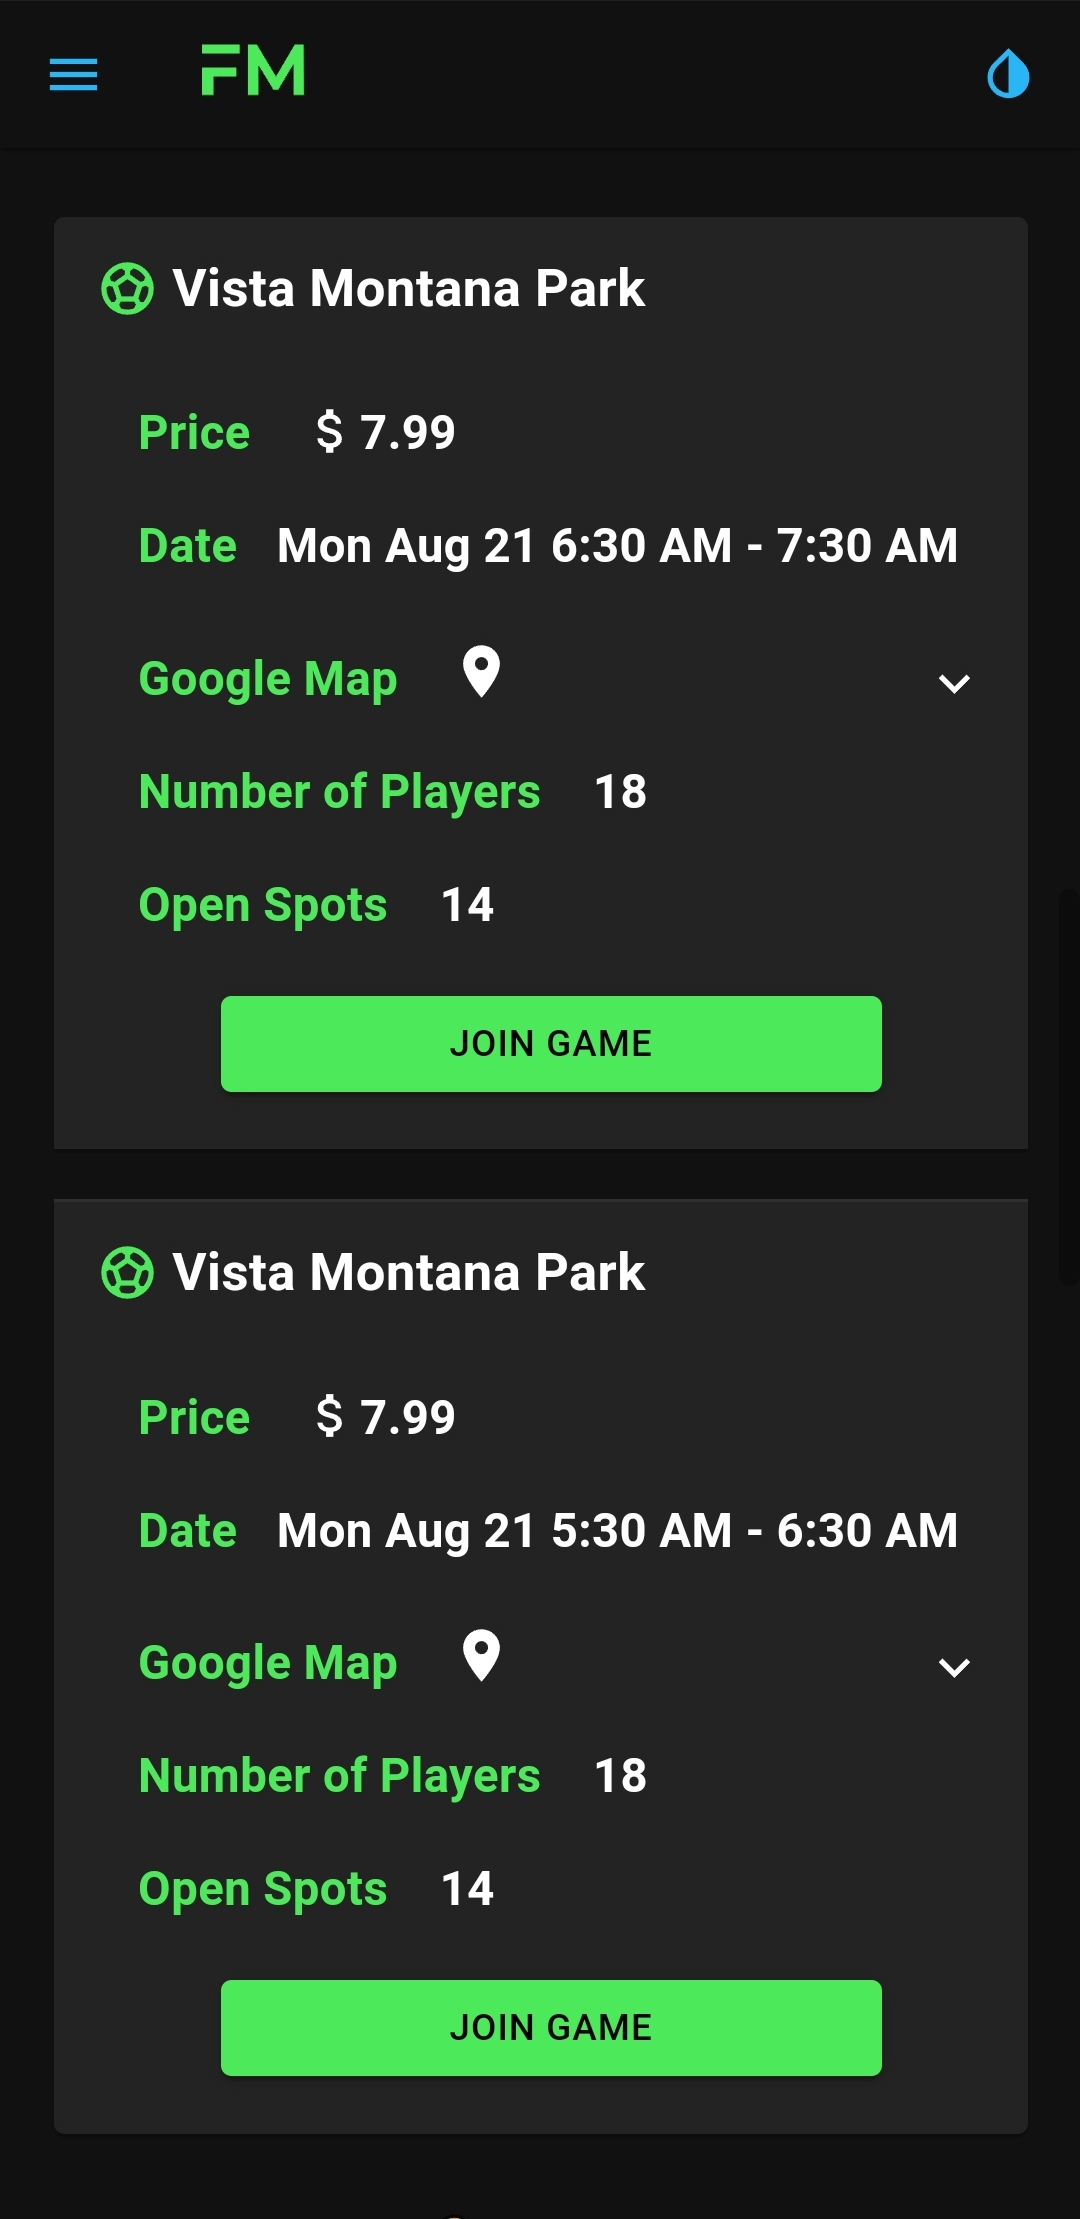 FM
Vista Montana Park
Price $ 7.99
Date Mon Aug 21 6:30 AM - 7:30 AM
Google Map
Number of Players 18
Open Spots 14
JOIN GAME
Vista Montana Park
Price $ 7.99
Date Mon Aug 21 5:30 AM - 6:30 AM
Google Map
Number of Players 18
Open Spots 14
JOIN GAME